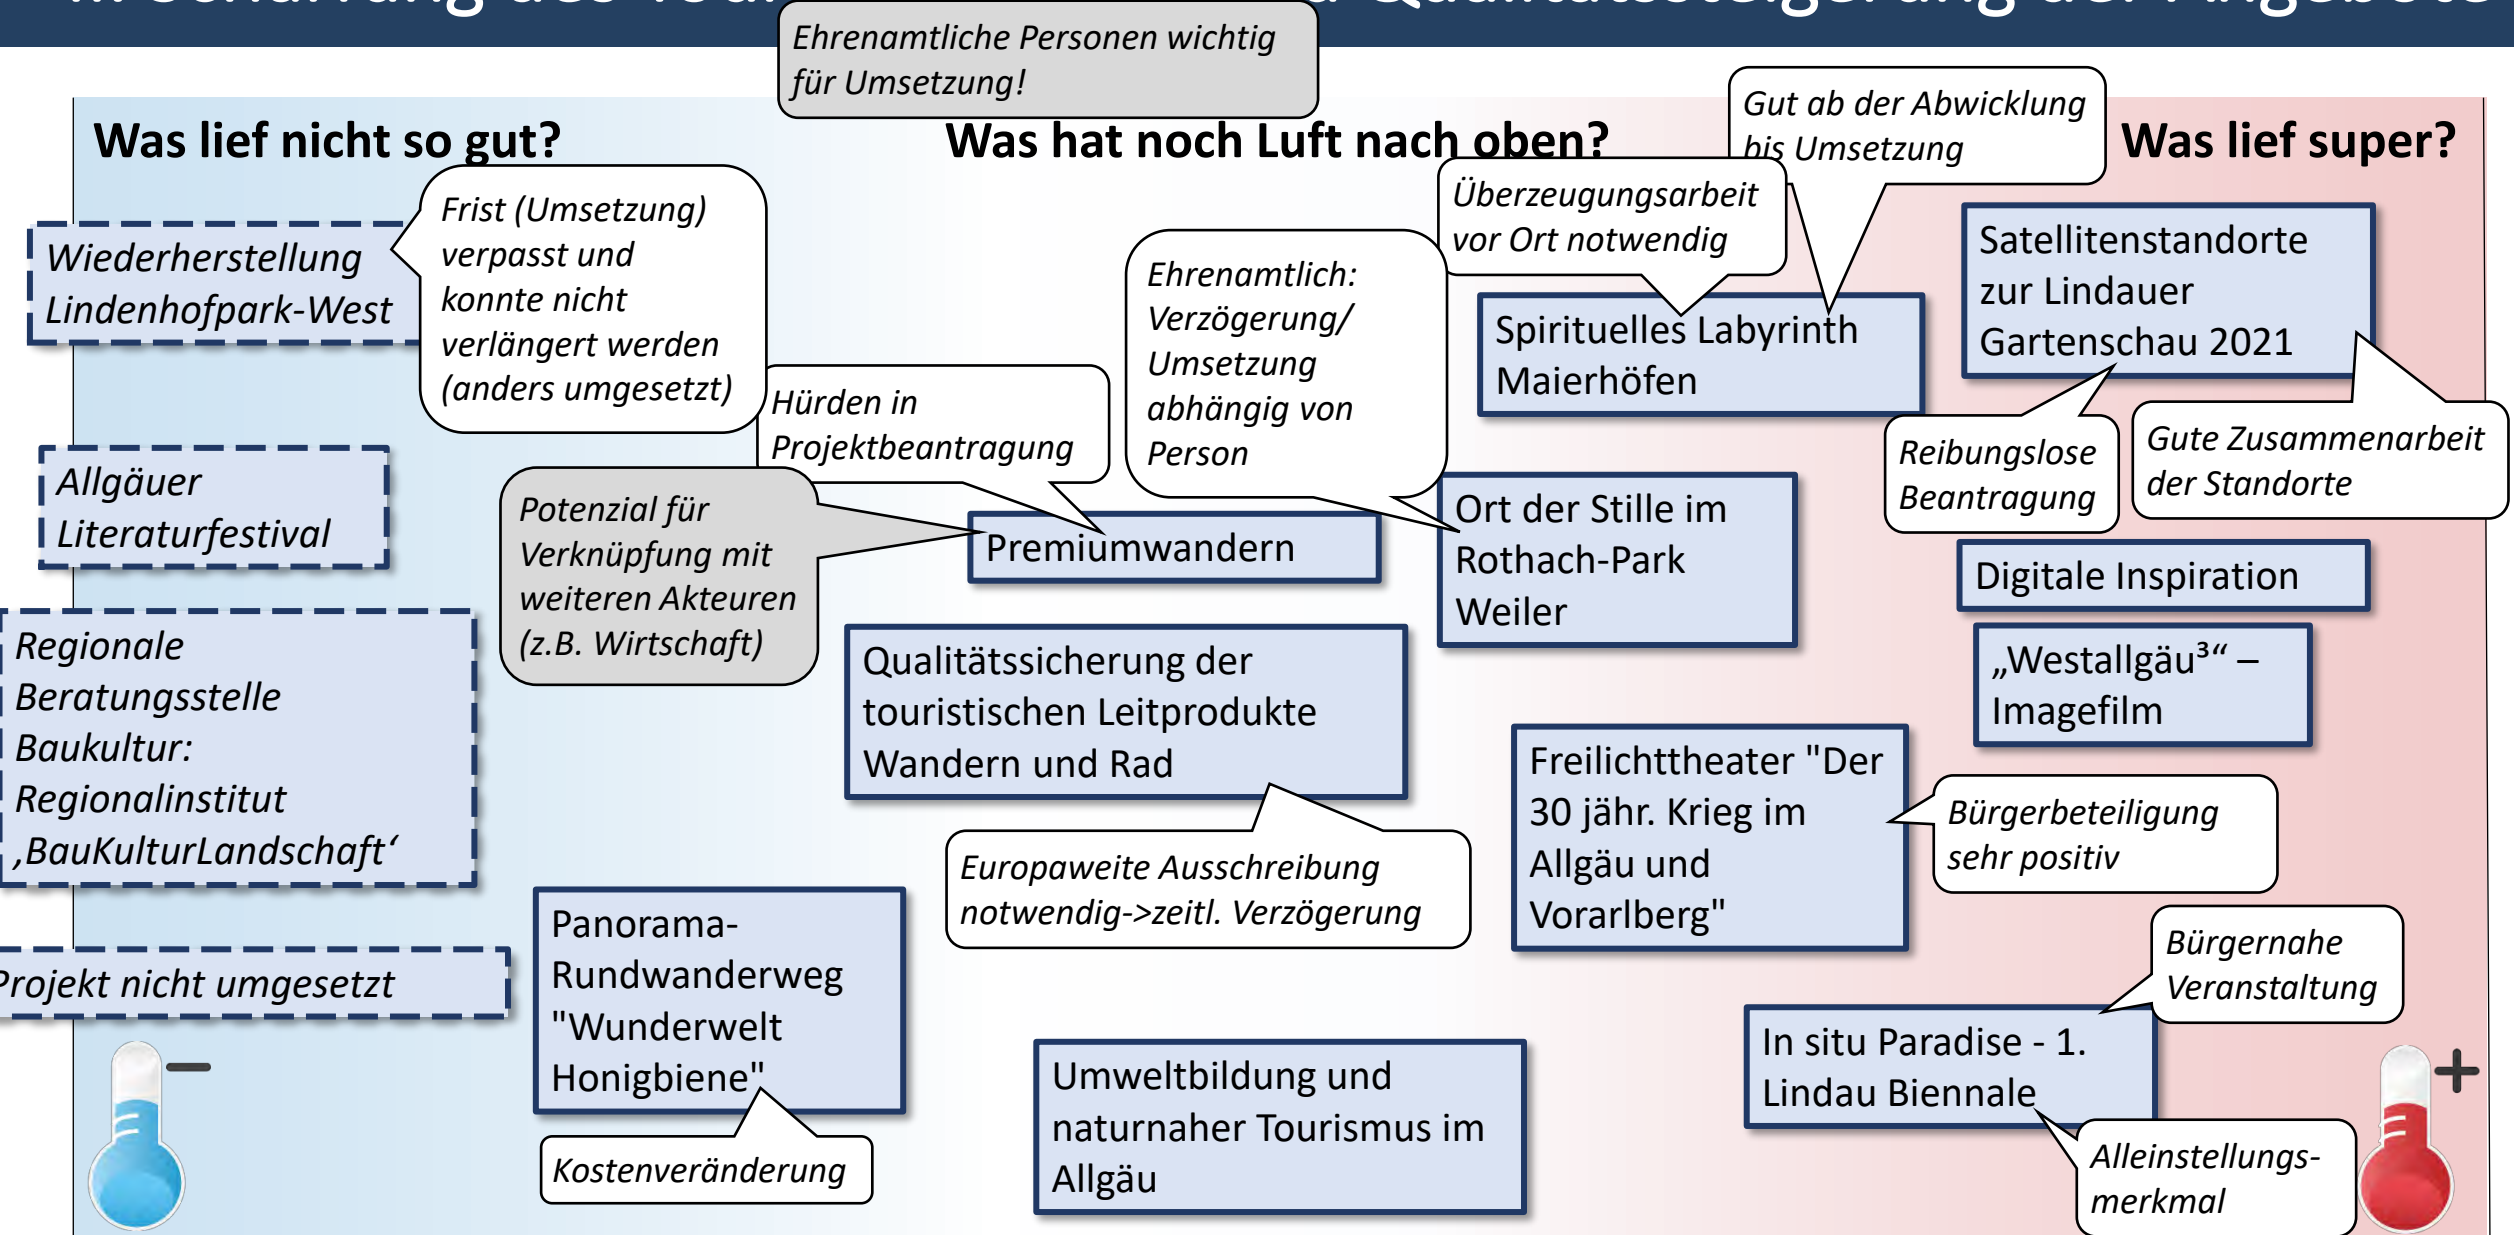 Qualitätssteigerung der Angebote
Ehrenamtliche Personen wichtig
für Umsetzung!
Was lief nicht so gut?
Was hat noch Luft nach oben?
Was lief super?
Gut ab der Abwicklung
bis Umsetzung
Überzeugungsarbeit
vor Ort notwendig
Frist (Umsetzung)
verpasst und
konnte nicht
verlängert werden
(anders umgesetzt)
Wiederherstellung
Lindenhofpark-West
Ehrenamtlich:
Verzögerung/
Umsetzung
abhängig von
Person
Spirituelles Labyrinth
Maierhöfen
Satellitenstandorte
zur Lindauer
Gartenschau 2021
Hürden in
Projektbeantragung
Reibungslose
Beantragung
Gute Zusammenarbeit
der Standorte
Allgäuer
Literaturfestival
Potenzial für
Verknüpfung mit
weiteren Akteuren
(z.B. Wirtschaft)
Premiumwandern
Ort der Stille im
Rothach-Park
Weiler
Digitale Inspiration
Regionale
Beratungsstelle
Baukultur:
Regionalinstitut
‚BauKulturLandschaft‘
Qualitätssicherung der
touristischen Leitprodukte
Wandern und Rad
„Westallgäu³“ –
Imagefilm
Freilichttheater "Der
30 jähr. Krieg im
Allgäu und
Vorarlberg"
Bürgerbeteiligung
sehr positiv
Europaweite Ausschreibung
notwendig->zeitl. Verzögerung
Panorama-
Rundwanderweg
"Wunderwelt
Honigbiene"
Bürgernahe
Veranstaltung
Projekt nicht umgesetzt
In situ Paradise - 1.
Lindau Biennale
Umweltbildung und
naturnaher Tourismus im
Allgäu
Kostenveränderung
Alleinstellungs-
merkmal